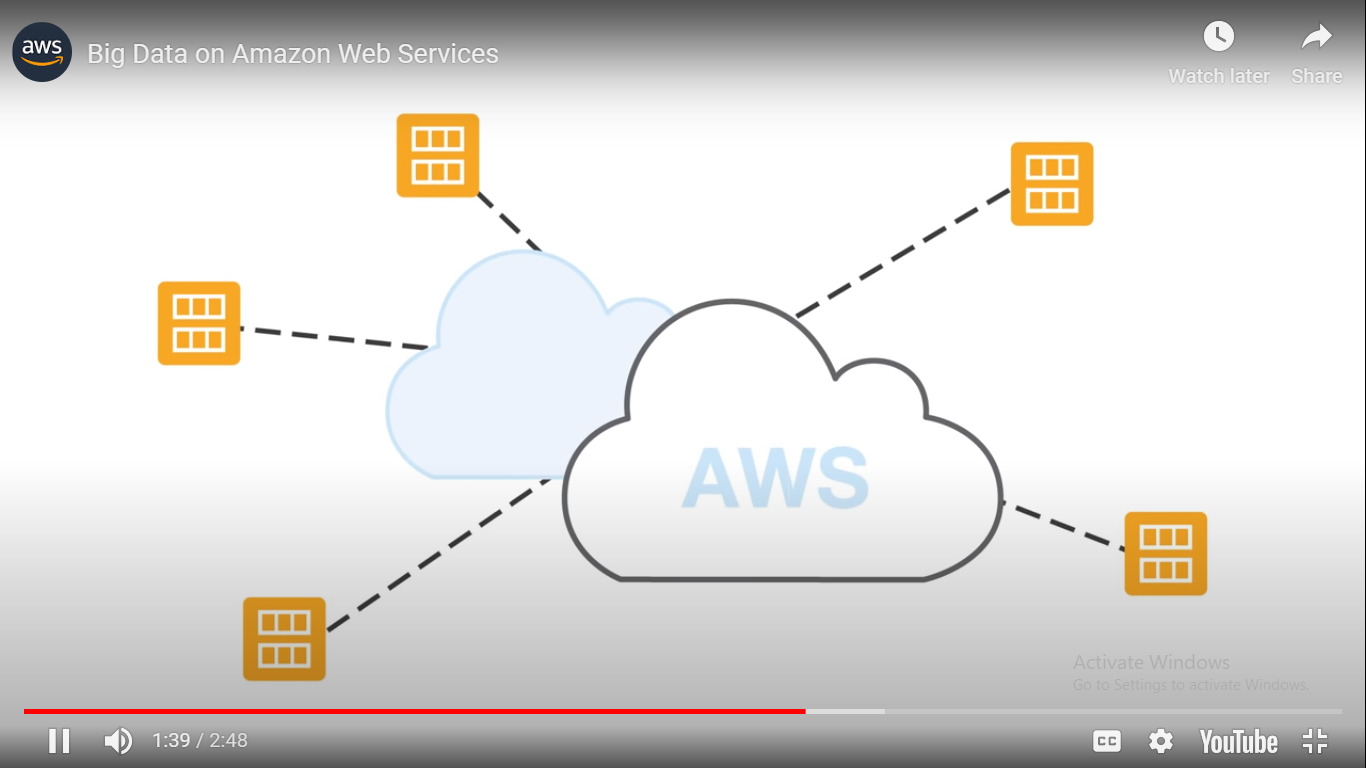 aws
Big Data on Amazon Web Services
Watch later
Share
AWS
Activate Windows
Go to Settings to activate Windows.
1:39 / 2:48
CC
YouTube